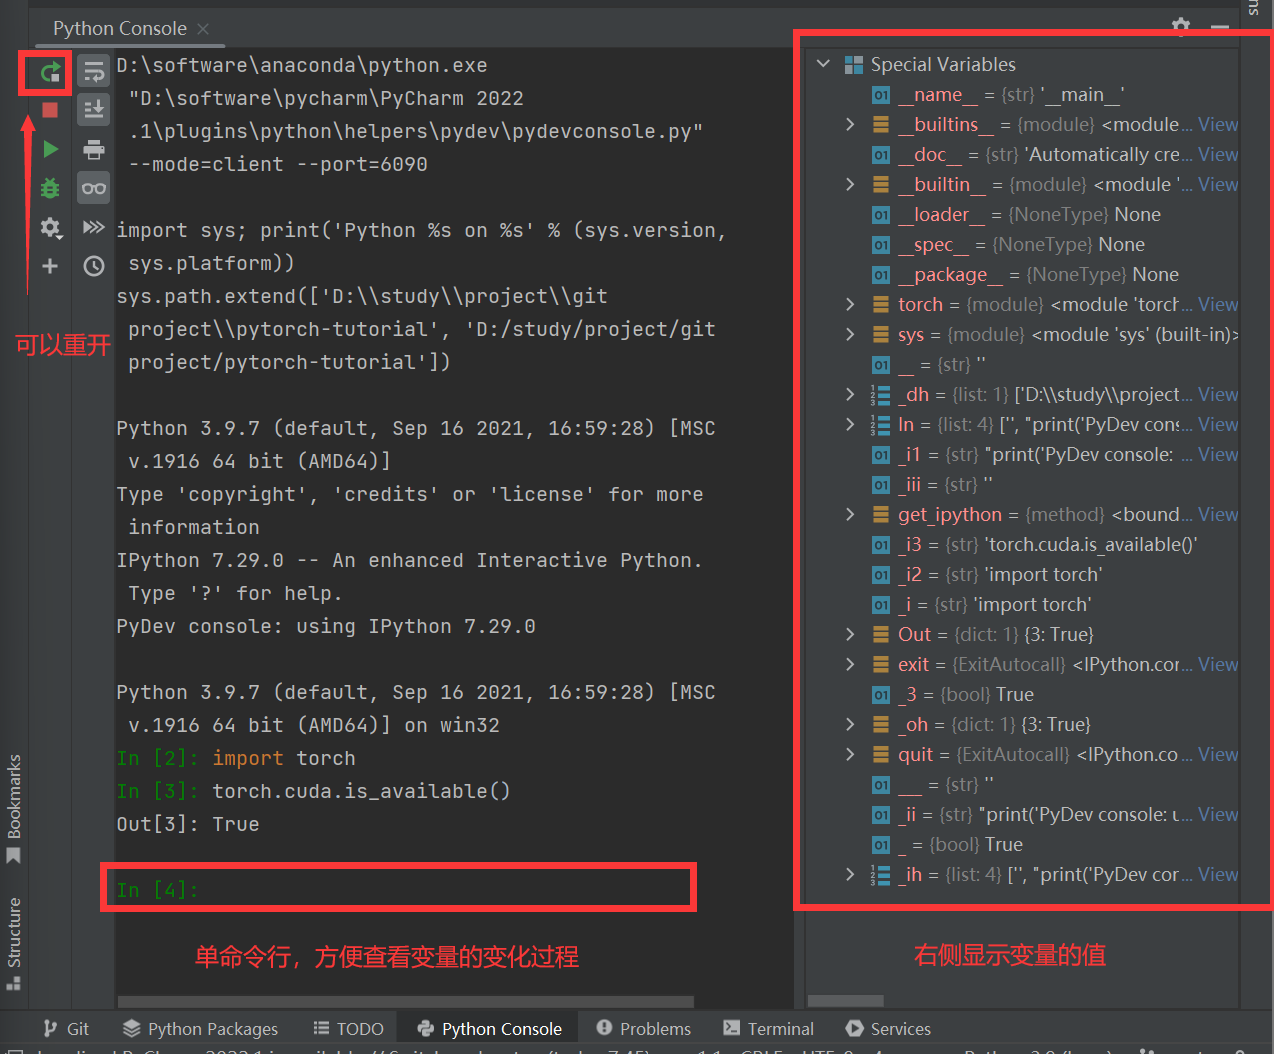 Python Console
D:\software\anaconda\python.exe
"D:\software\pycharm\PyCharm 2022
.1\plugins\python\helpers\pydev\pydevconsole.py"
--mode=client --port=6090
import sys; print('Python %s on %s' % (sys.version,
sys.platform))
sys.path.extend(['D:\\study\\project\\git
project\\pytorch-tutorial', 'D:/study/project/git
project/pytorch-tutorial'])
Python 3.9.7 (default, Sep 16 2021, 16:59:28) [MSC
v.1916 64 bit (AMD64)]
Type 'copyright', 'credits' or 'license' for more
information
IPython 7.29.0 -- An enhanced Interactive Python.
Type '?' for help.
PyDev console: using IPython 7.29.0
Python 3.9.7 (default, Sep 16 2021, 16:59:28) [MSC
v.1916 64 bit (AMD64)] on win32
In [2]: import torch
In [3]: torch.cuda.is_available()
Out[3]: True
In [4]:
可以重开
单命令行，方便查看变量的变化过程
Special Variables
__name__ = {str} '__main__'
__builtins__ = {module} <module... View
__doc__ = {str} 'Automatically cre... View
__builtin__ = {module} <module '... View
__loader__ = {NoneType} None
__spec__ = {NoneType} None
__package__ = {NoneType} None
torch = {module} <module 'torch... View
sys = {module} <module 'sys' (built-in)>
__ = {str} ''
_dh = {list: 1} ['D:\\study\\project... View
In = {list: 4} ['', "print('PyDev cons... View
_i1 = {str} "print('PyDev console: ... View
_iii = {str} ''
get_ipython = {method} <bound... View
_i3 = {str} 'torch.cuda.is_available()'
_i2 = {str} 'import torch'
_i = {str} 'import torch'
Out = {dict: 1} {3: True}
exit = {ExitAutocall} <IPython.cor... View
_3 = {bool} True
_oh = {dict: 1} {3: True}
quit = {ExitAutocall} <IPython.co... View
___ = {str} ''
_ii = {str} "print('PyDev console: u... View
_ = {bool} True
_ih = {list: 4} ['', "print('PyDev cor... View
右侧显示变量的值
Bookmarks
Structure
Git
Python Packages
TODO
Python Console
Problems
Terminal
Services